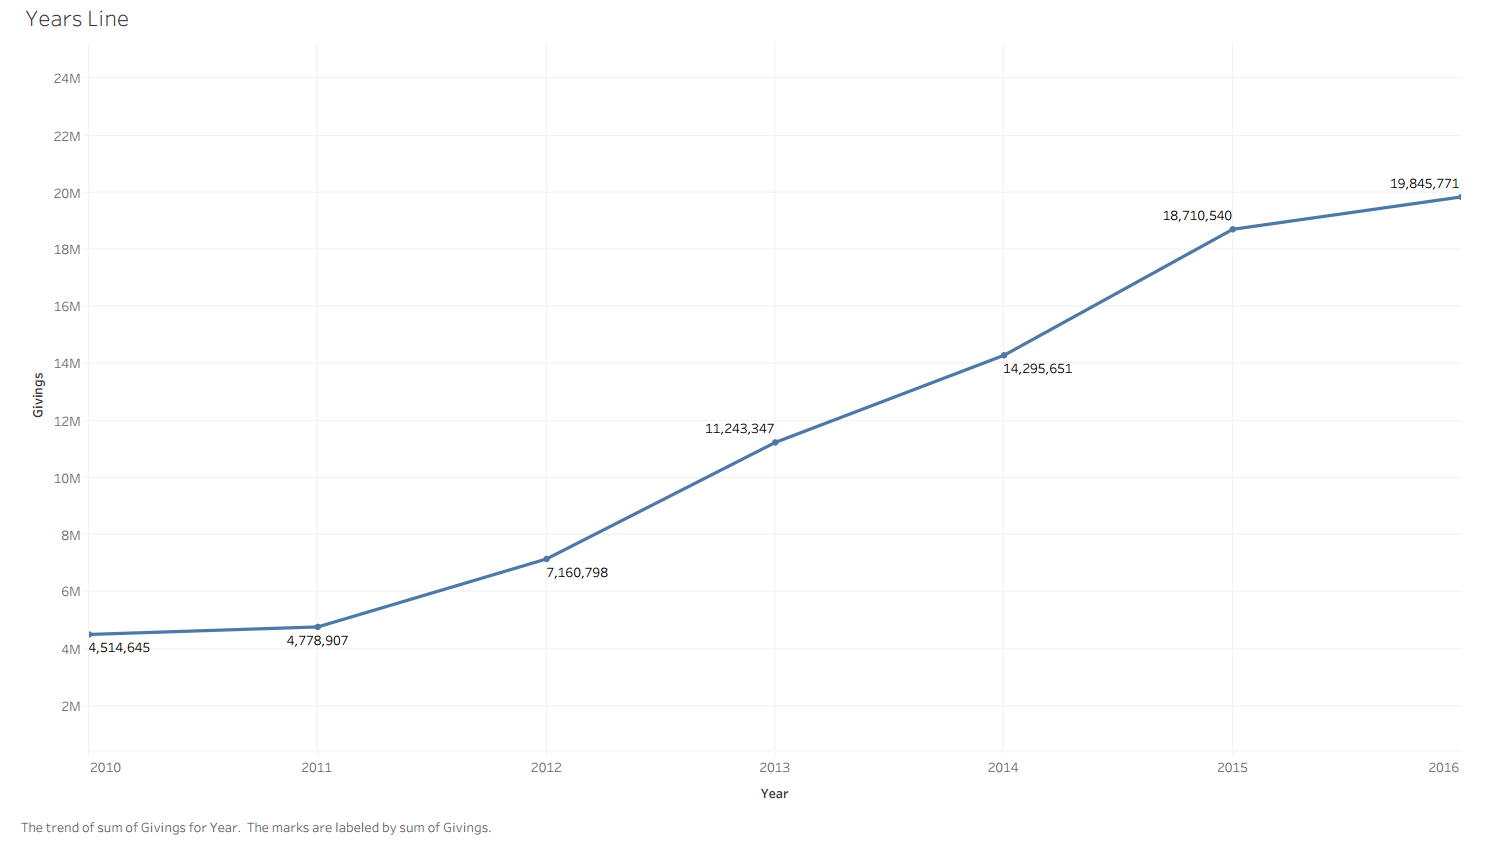 Years Line
24M
22M
20M
18M
16M
14M
12M
10M
8M
6M
4M
2M
Givings
19,845,771
18,710,540
14,295,651
11,243,347
7,160,798
4,778,907
4,514,645
2010 2011 2012 2013 2014 2015 2016
Year
The trend of sum of Givings for Year.  The marks are labeled by sum of Givings.